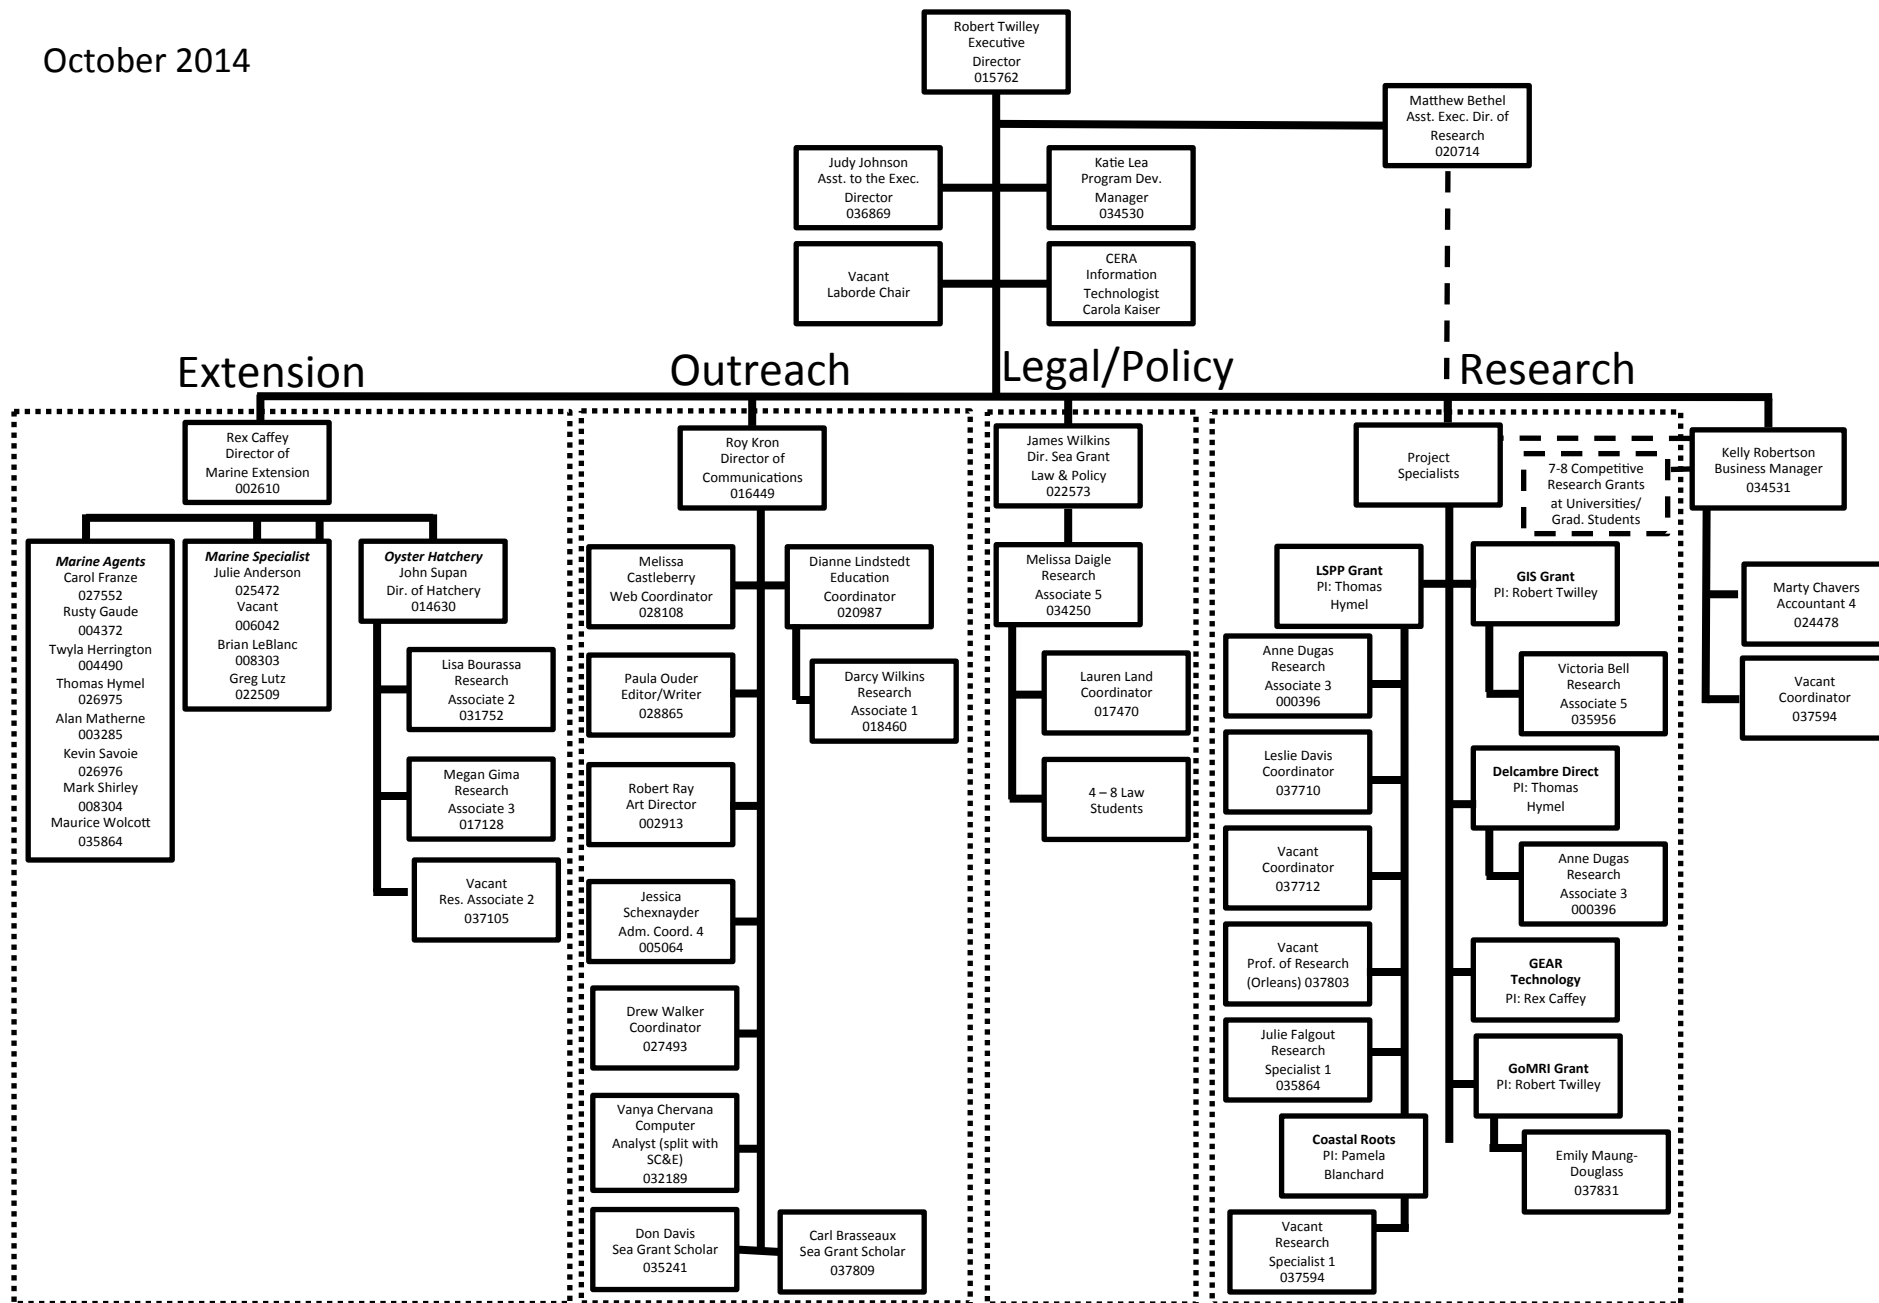 October 2014
Robert Twilley
Executive
Director
015762
Matthew Bethel
Asst. Exec. Dir. of
Research
020714
Judy Johnson
Asst. to the Exec.
Director
036869
Katie Lea
Program Dev.
Manager
034530
Vacant
Laborde Chair
CERA
Information
Technologist
Carola Kaiser
Extension
Outreach
Legal/Policy
Research
Rex Caffey
Director of
Marine Extension
002610
Marine Agents
Carol Franze
027552
Rusty Gaude
004372
Twyla Herrington
004490
Thomas Hymel
026975
Alan Matherne
003285
Kevin Savoie
026976
Mark Shirley
008304
Maurice Wolcott
035864
Marine Specialist
Julie Anderson
025472
Vacant
006042
Brian LeBlanc
008303
Greg Lutz
022509
Oyster Hatchery
John Supan
Dir. of Hatchery
014630
Lisa Bourassa
Research
Associate 2
031752
Megan Gima
Research
Associate 3
017128
Vacant
Res. Associate 2
037105
Roy Kron
Director of
Communications
016449
Melissa
Castleberry
Web Coordinator
028108
Dianne Lindstedt
Education
Coordinator
020987
Paula Ouder
Editor/Writer
028865
Darcy Wilkins
Research
Associate 1
018460
Robert Ray
Art Director
002913
Jessica
Schexnayder
Adm. Coord. 4
005064
Drew Walker
Coordinator
027493
Vanya Chervana
Computer
Analyst (split with
SC&E)
032189
Don Davis
Sea Grant Scholar
035241
Carl Brasseaux
Sea Grant Scholar
037809
James Wilkins
Dir. Sea Grant
Law & Policy
022573
Melissa Daigle
Research
Associate 5
034250
Lauren Land
Coordinator
017470
4 – 8 Law
Students
Project
Specialists
7-8 Competitive
Research Grants
at Universities/
Grad. Students
Kelly Robertson
Business Manager
034531
LSPP Grant
PI: Thomas
Hymel
GIS Grant
PI: Robert Twilley
Marty Chavers
Accountant 4
024478
Anne Dugas
Research
Associate 3
000396
Victoria Bell
Research
Associate 5
035956
Vacant
Coordinator
037594
Leslie Davis
Coordinator
037710
Delcambre Direct
PI: Thomas
Hymel
Vacant
Coordinator
037712
Anne Dugas
Research
Associate 3
000396
Vacant
Prof. of Research
(Orleans) 037803
GEAR
Technology
PI: Rex Caffey
Julie Falgout
Research
Specialist 1
035864
GoMRI Grant
PI: Robert Twilley
Coastal Roots
PI: Pamela
Blanchard
Emily Maung-
Douglass
037831
Vacant
Research
Specialist 1
037594